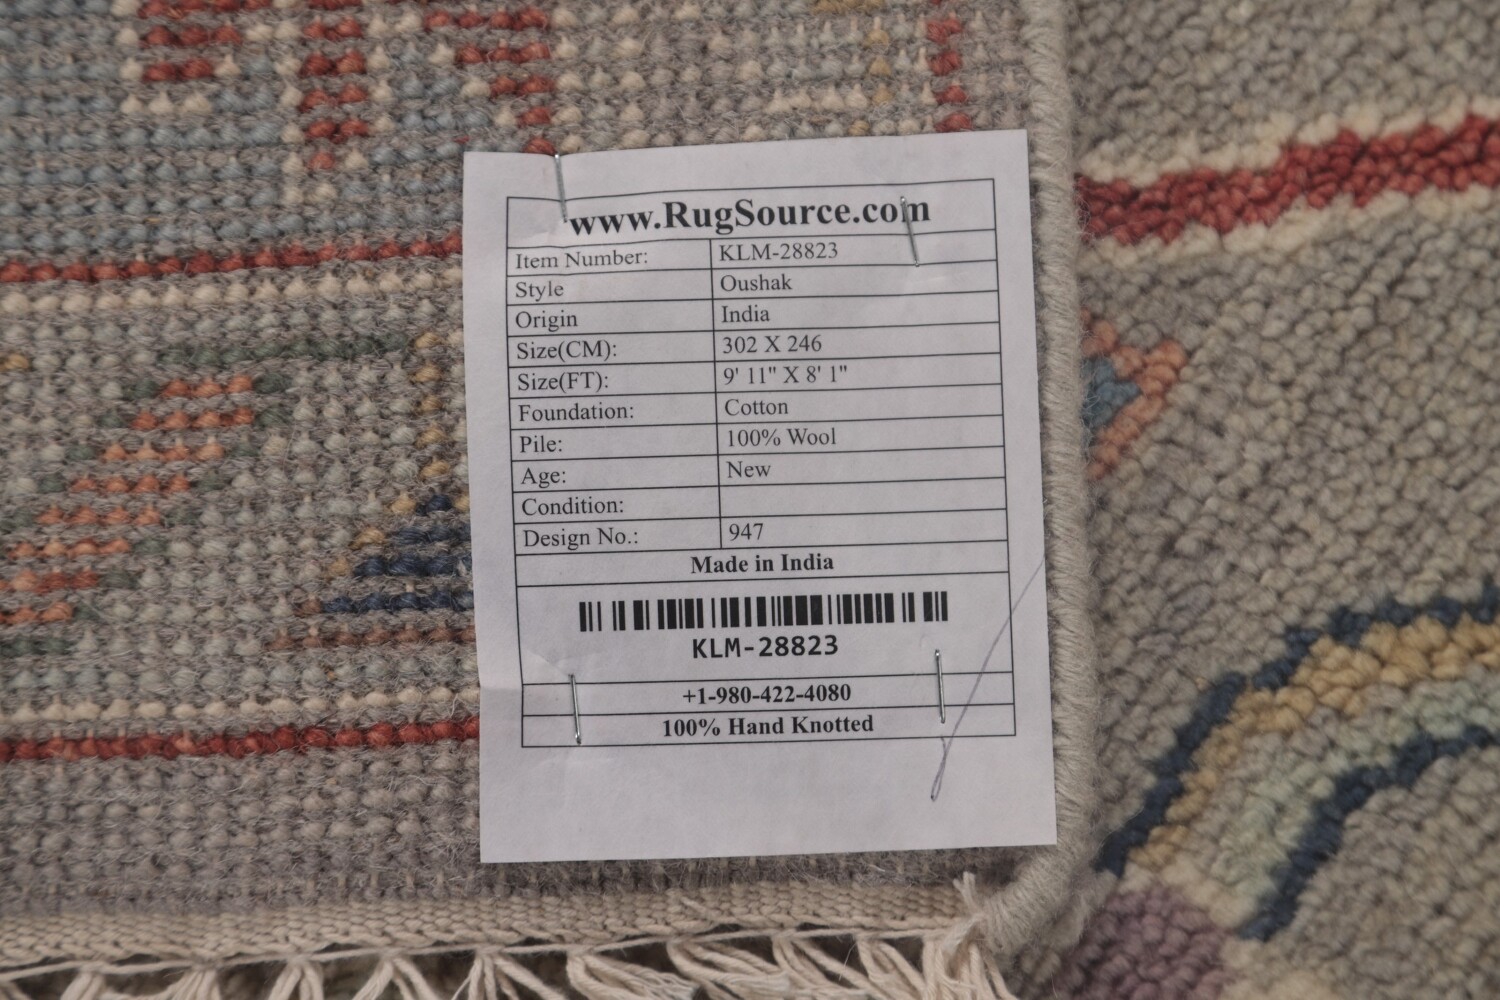 www.RugSource.com
Item Number: KLM-28823
Style Oushak
Origin India
Size(CM): 302 X 246
Size(FT): 9' 11" X 8' 1"
Foundation: Cotton
Pile: 100% Wool
Age: New
Condition:
Design No.: 947
Made in India
KLM-28823
+1-980-422-4080
100% Hand Knotted